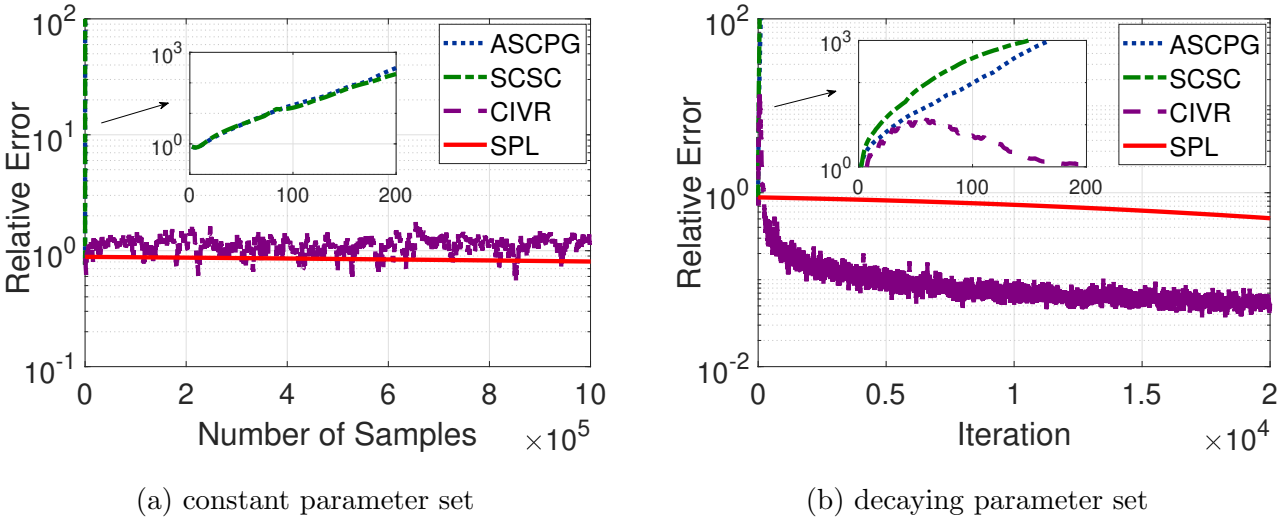 10^2
10^1
10^0
10^-1
Relative Error
10^3
10^0
0
100
200
ASCPG
SCSC
CIVR
SPL
0
2
4
6
8
10
Number of Samples
×10^5
(a) constant parameter set
10^2
10^0
10^-2
Relative Error
10^3
10^0
0
100
200
ASCPG
SCSC
CIVR
SPL
0
0.5
1
1.5
2
Iteration
×10^4
(b) decaying parameter set